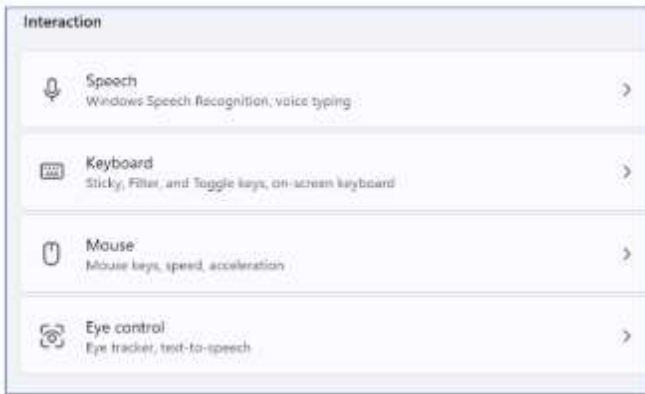 Interaction
Speech
Windows Speech Recognition, voice typing
Keyboard
Sticky, Filter, and Toggle keys, on-screen keyboard
Mouse
Mouse keys, speed, acceleration
Eye control
Eye tracker, text-to-speech